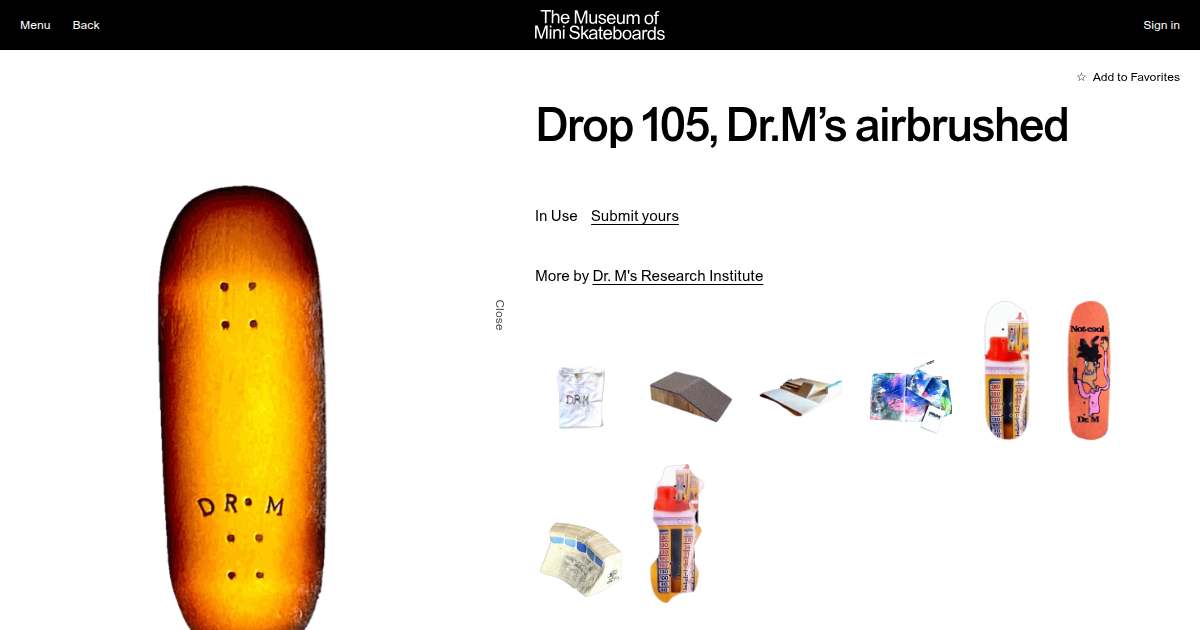 Menu
Back
The Museum of
Mini Skateboards
Sign in
☆ Add to Favorites
Drop 105, Dr.M’s airbrushed
In Use Submit yours
More by Dr. M's Research Institute
Close
DR•M
DR.M
Not cool
Dr. M